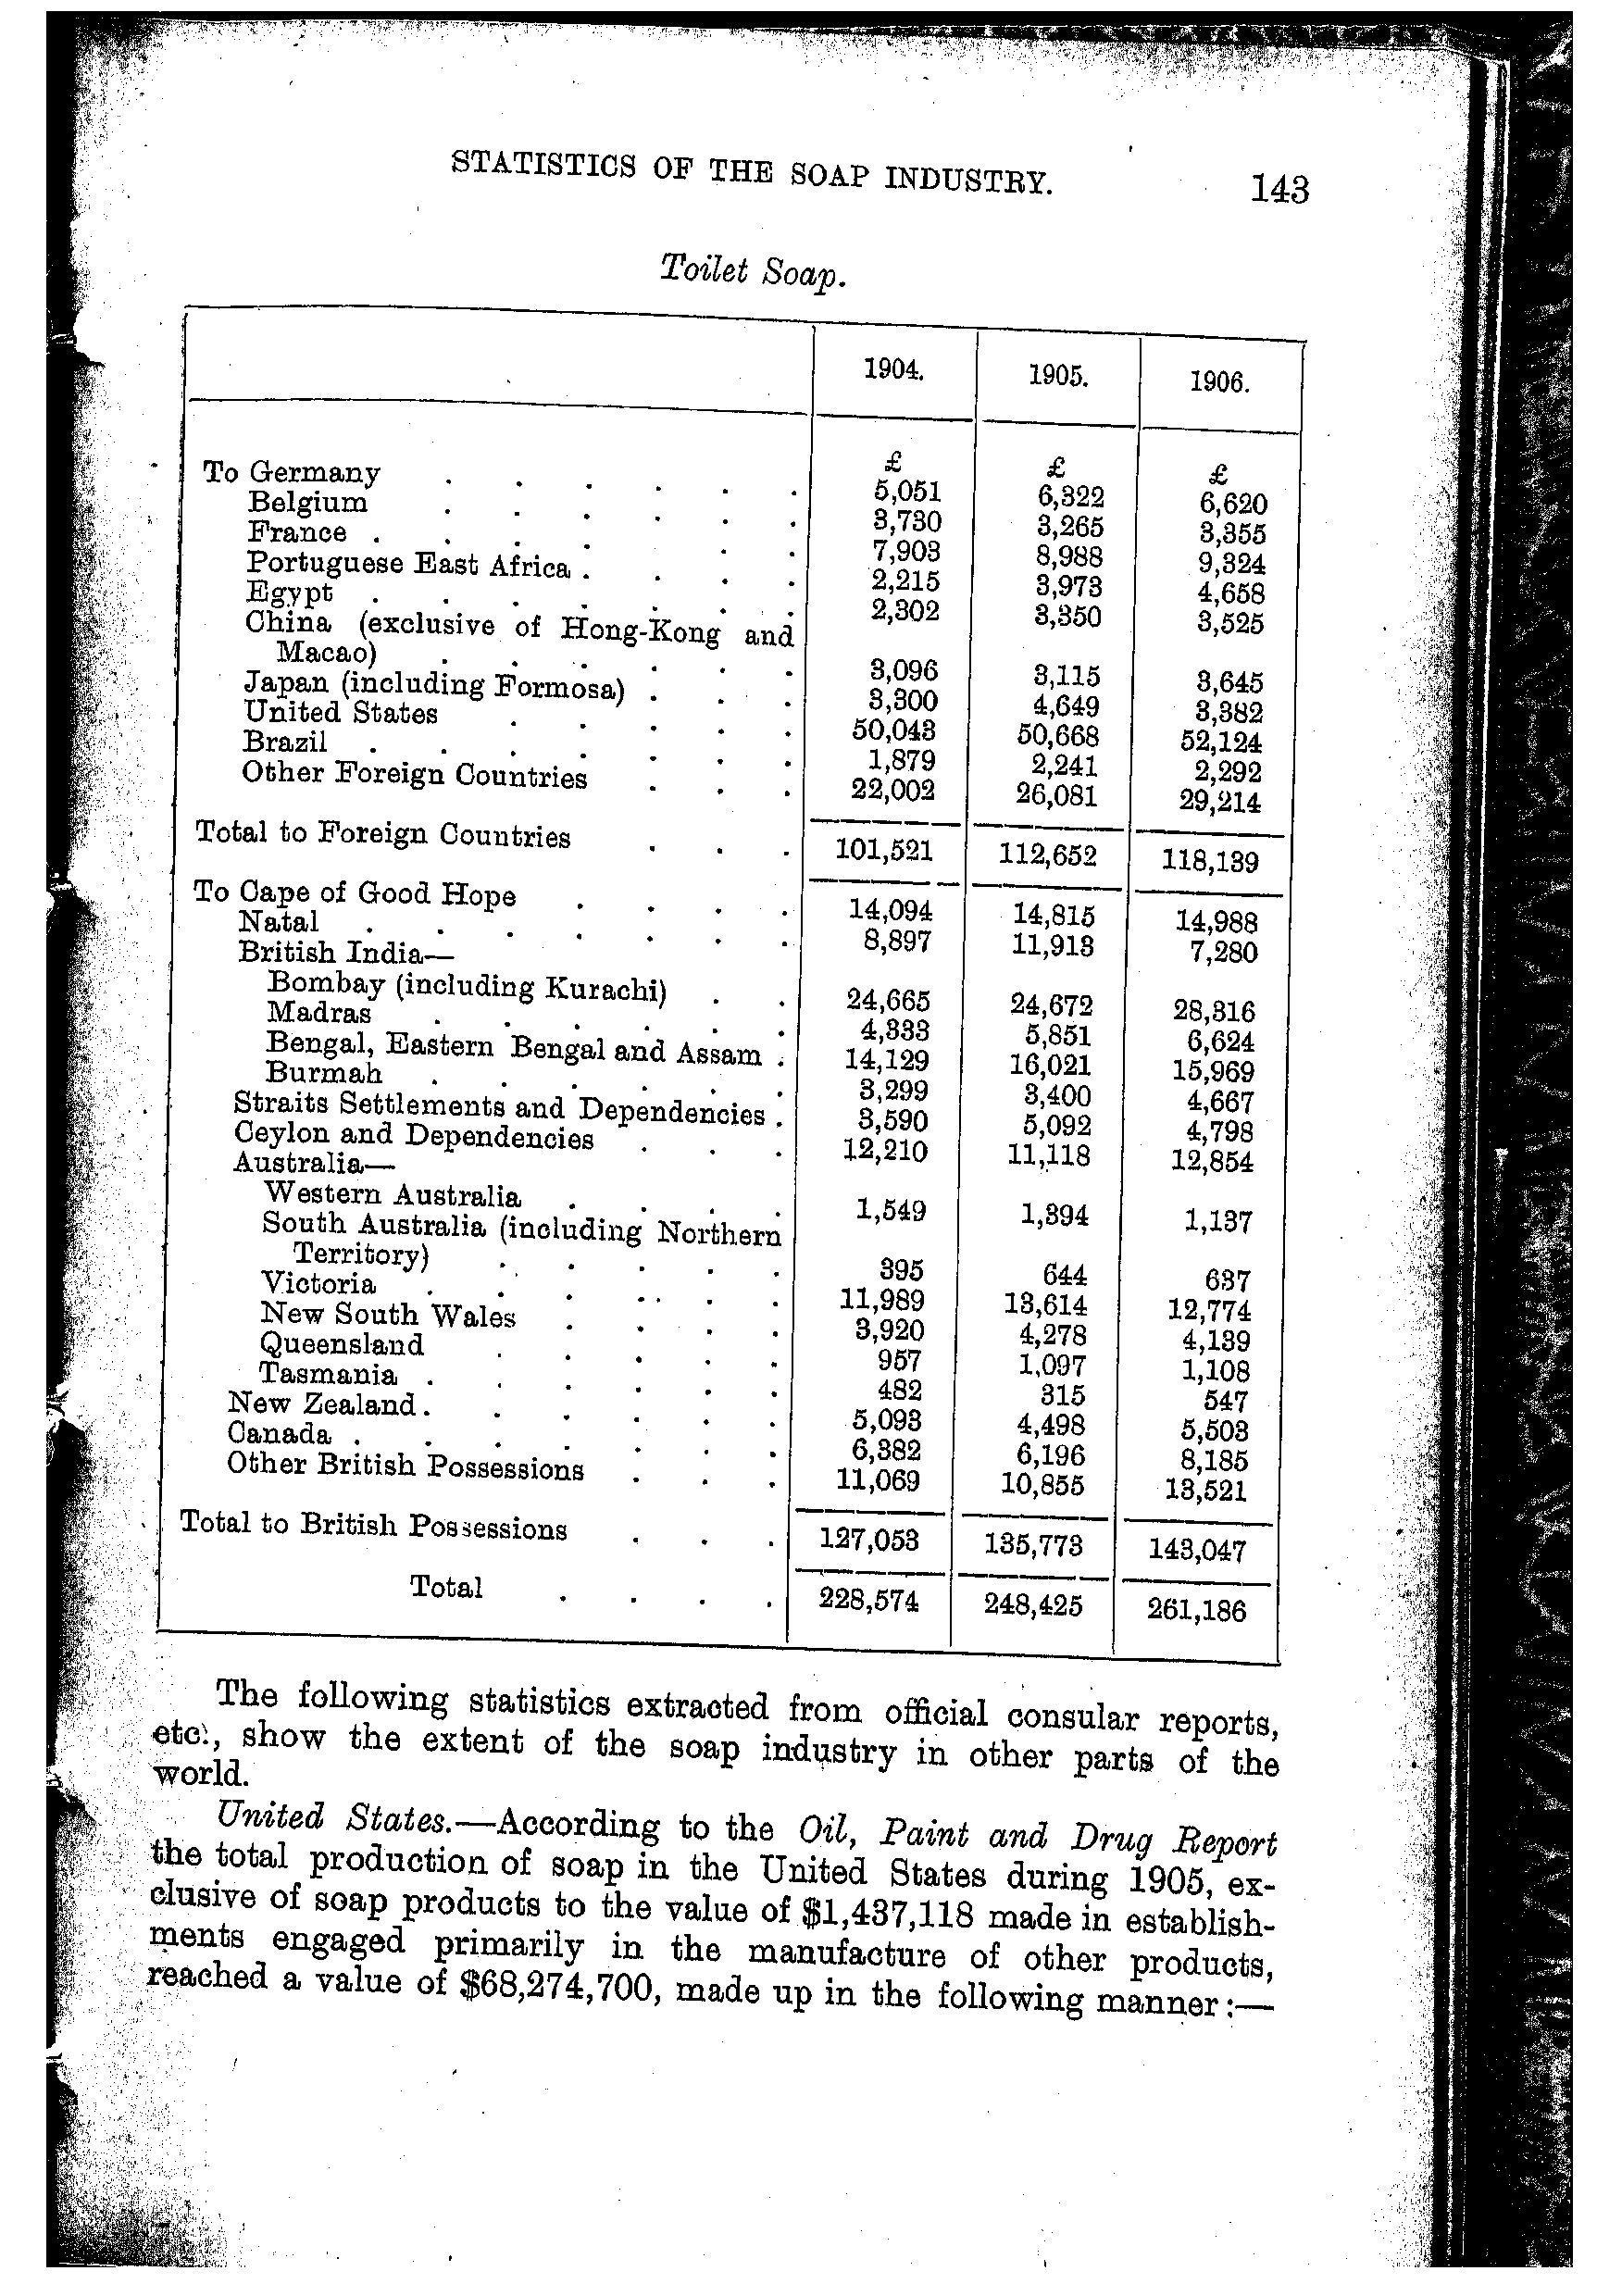 STATISTICS OF THE SOAP INDUSTRY. 143
Toilet Soap.
1904. 1905. 1906.
£ £ £
To Germany . . . . . . 5,051 6,322 6,620
Belgium . . . . . . 3,730 3,265 3,355
France . . . . . . 7,903 8,988 9,324
Portuguese East Africa . . . . 2,215 3,973 4,658
Egypt . . . . . . . 2,302 3,350 3,525
China (exclusive of Hong-Kong and
Macao) . . . . . . 3,096 3,115 3,645
Japan (including Formosa) . . . 3,300 4,649 3,382
United States . . . . . 50,043 50,668 52,124
Brazil . . . . . . . 1,879 2,241 2,292
Other Foreign Countries . . . 22,002 26,081 29,214
Total to Foreign Countries . . . 101,521 112,652 118,139
To Cape of Good Hope . . . . 14,094 14,815 14,988
Natal . . . . . . . 8,897 11,913 7,280
British India—
Bombay (including Kurachi) . . 24,665 24,672 28,316
Madras . . . . . . 4,333 5,851 6,624
Bengal, Eastern Bengal and Assam . 14,129 16,021 15,969
Burmah . . . . . . 3,299 3,400 4,667
Straits Settlements and Dependencies . 3,590 5,092 4,798
Ceylon and Dependencies . . . 12,210 11,118 12,854
Australia—
Western Australia . . . . 1,549 1,394 1,137
South Australia (including Northern
Territory) . . . . . 395 644 637
Victoria . . . . . . 11,989 13,614 12,774
New South Wales . . . . 3,920 4,278 4,139
Queensland . . . . . 957 1,097 1,108
Tasmania . . . . . . 482 315 547
New Zealand . . . . . . 5,093 4,498 5,503
Canada . . . . . . . 6,382 6,196 8,185
Other British Possessions . . . 11,069 10,855 13,521
Total to British Possessions . . . 127,053 135,773 143,047
Total . . . . 228,574 248,425 261,186
The following statistics extracted from official consular reports,
etc., show the extent of the soap industry in other parts of the
world.
United States.—According to the Oil, Paint and Drug Report
the total production of soap in the United States during 1905, ex-
clusive of soap products to the value of $1,437,118 made in establish-
ments engaged primarily in the manufacture of other products,
reached a value of $68,274,700, made up in the following manner:—